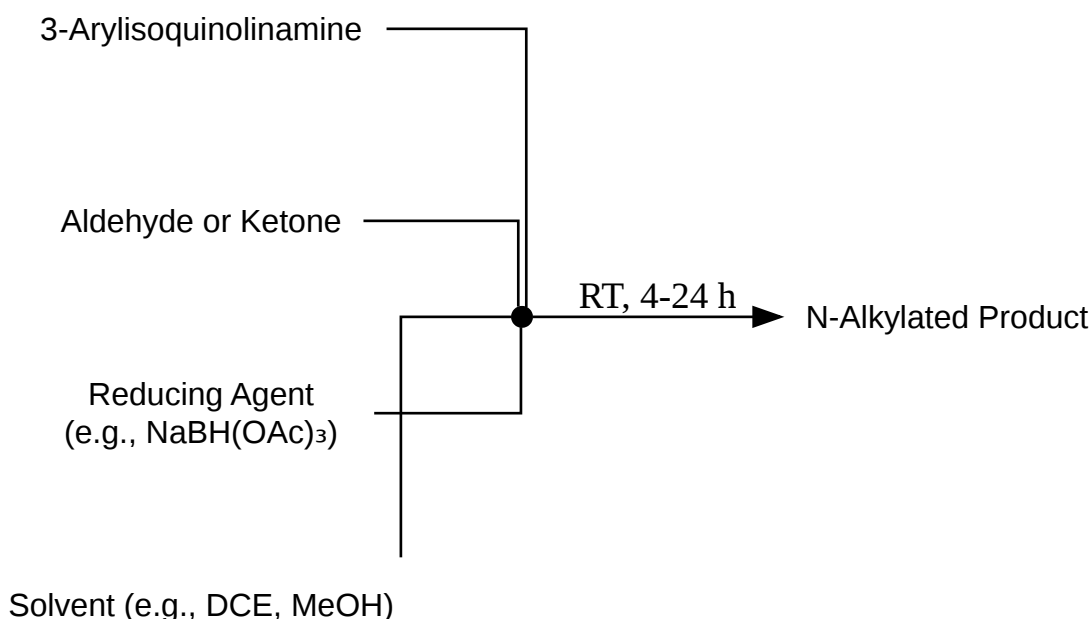 3-Arylisoquinolinamine
Aldehyde or Ketone
RT, 4-24 h
N-Alkylated Product
Reducing Agent
(e.g., NaBH(OAc)₃)
Solvent (e.g., DCE, MeOH)